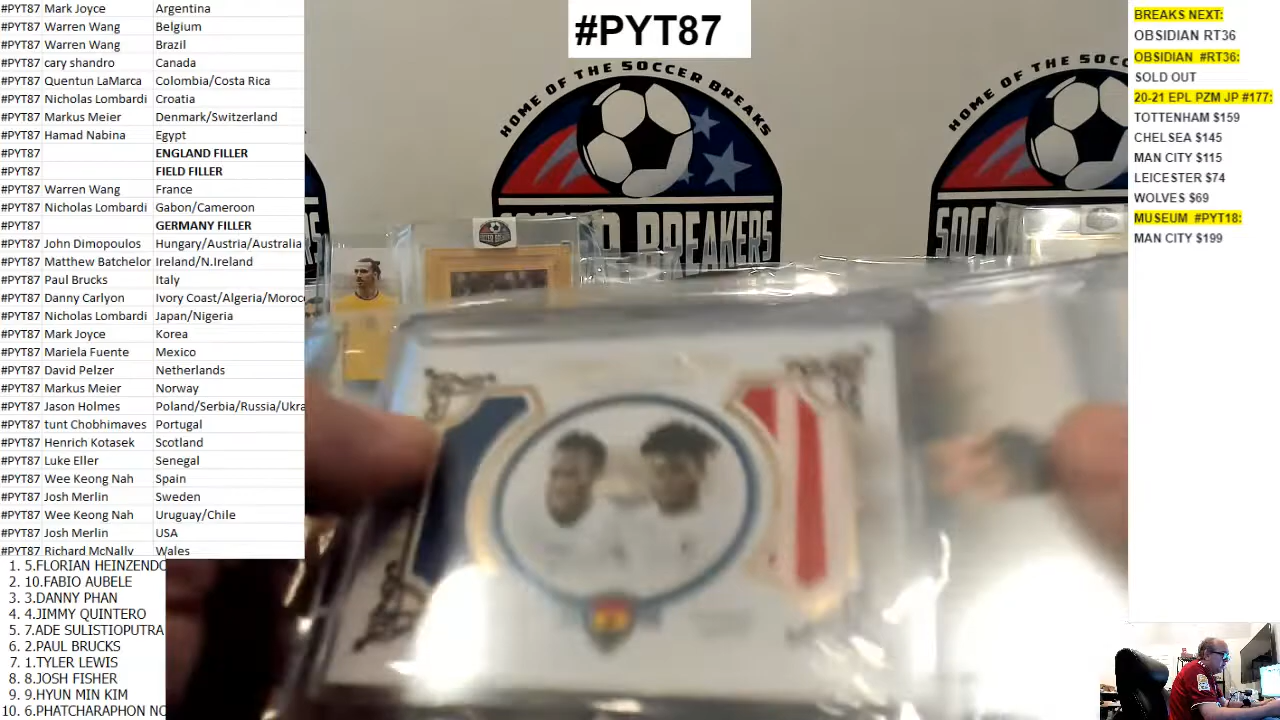 #PYT87 Mark Joyce Argentina
#PYT87 Warren Wang Belgium
#PYT87 Warren Wang Brazil
#PYT87 cary shandro Canada
#PYT87 Quentun LaMarca Colombia/Costa Rica
#PYT87 Nicholas Lombardi Croatia
#PYT87 Markus Meier Denmark/Switzerland
#PYT87 Hamad Nabina Egypt
#PYT87 ENGLAND FILLER
#PYT87 FIELD FILLER
#PYT87 Warren Wang France
#PYT87 Nicholas Lombardi Gabon/Cameroon
#PYT87 GERMANY FILLER
#PYT87 John Dimopoulos Hungary/Austria/Australia
#PYT87 Matthew Batchelor Ireland/N.Ireland
#PYT87 Paul Brucks Italy
#PYT87 Danny Carlyon Ivory Coast/Algeria/Moroc
#PYT87 Nicholas Lombardi Japan/Nigeria
#PYT87 Mark Joyce Korea
#PYT87 Mariela Fuente Mexico
#PYT87 David Pelzer Netherlands
#PYT87 Markus Meier Norway
#PYT87 Jason Holmes Poland/Serbia/Russia/Ukra
#PYT87 tunt Chobhimaves Portugal
#PYT87 Henrich Kotasek Scotland
#PYT87 Luke Eller Senegal
#PYT87 Wee Keong Nah Spain
#PYT87 Josh Merlin Sweden
#PYT87 Wee Keong Nah Uruguay/Chile
#PYT87 Josh Merlin USA
#PYT87 Richard McNally Wales
1. 5.FLORIAN HEINZENDO
2. 10.FABIO AUBELE
3. 3.DANNY PHAN
4. 4.JIMMY QUINTERO
5. 7.ADE SULISTIOPUTRA
6. 2.PAUL BRUCKS
7. 1.TYLER LEWIS
8. 8.JOSH FISHER
9. 9.HYUN MIN KIM
10. 6.PHATCHARAPHON NO
#PYT87
HOME OF THE SOCCER BREAKS
SOCCER BREAKERS
HOME OF THE SOCC
SOC
BREAKS NEXT:
OBSIDIAN RT36
OBSIDIAN #RT36:
SOLD OUT
20-21 EPL PZM JP #177:
TOTTENHAM $159
CHELSEA $145
MAN CITY $115
LEICESTER $74
WOLVES $69
MUSEUM #PYT18:
MAN CITY $199